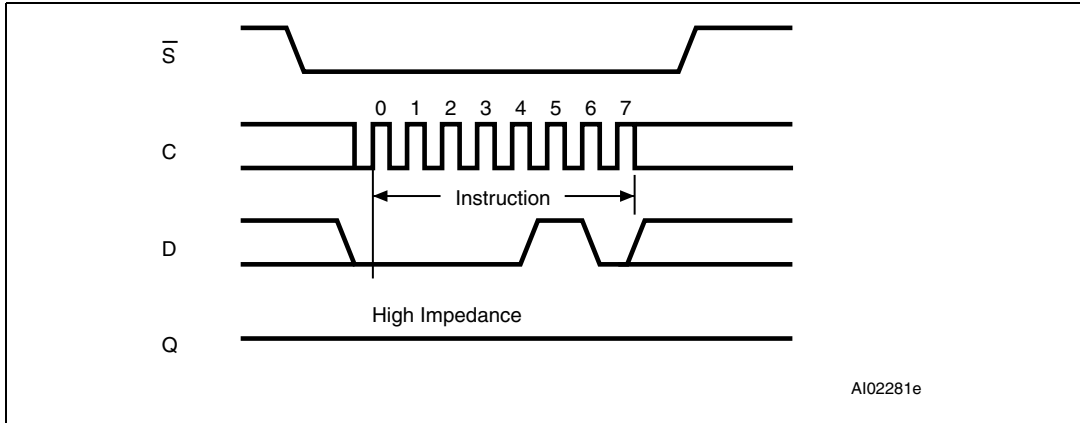 S̅
0 1 2 3 4 5 6 7
C
Instruction
D
High Impedance
Q
AI02281e